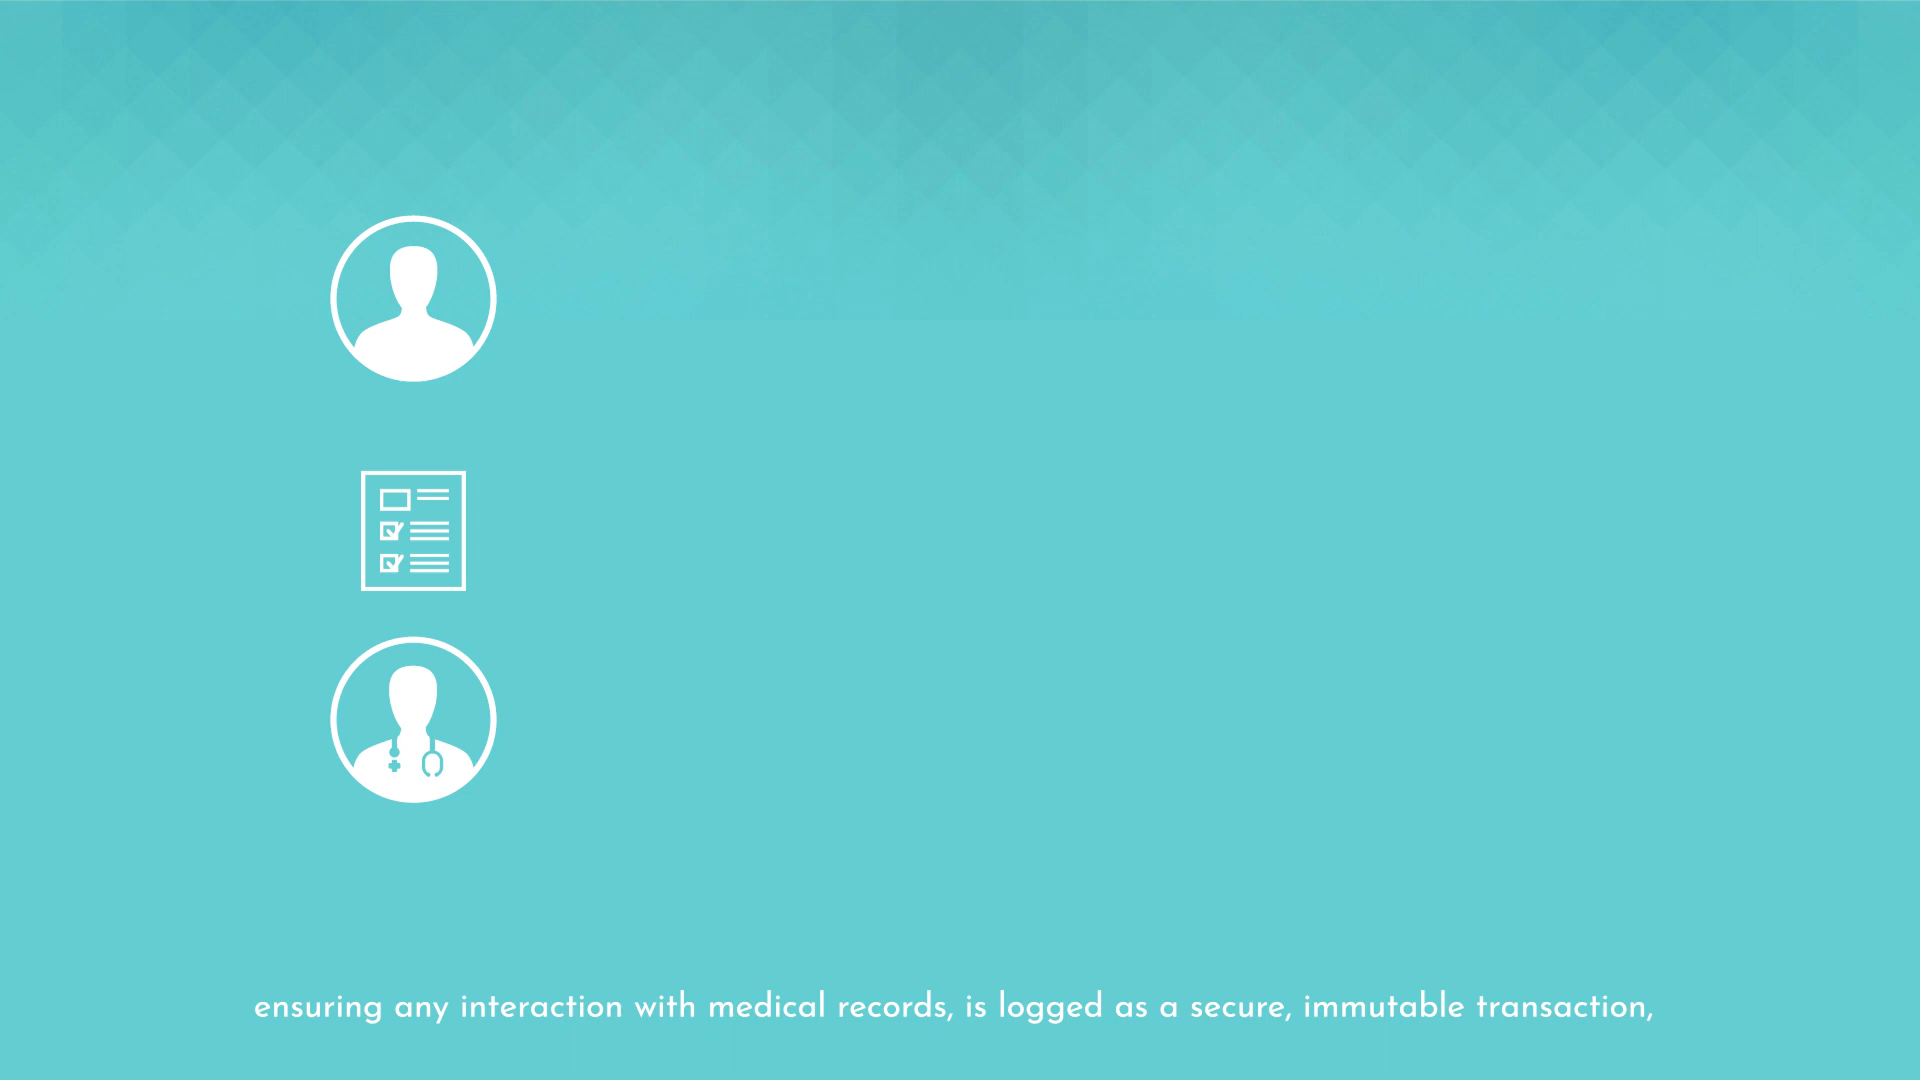 ensuring any interaction with medical records, is logged as a secure, immutable transaction,